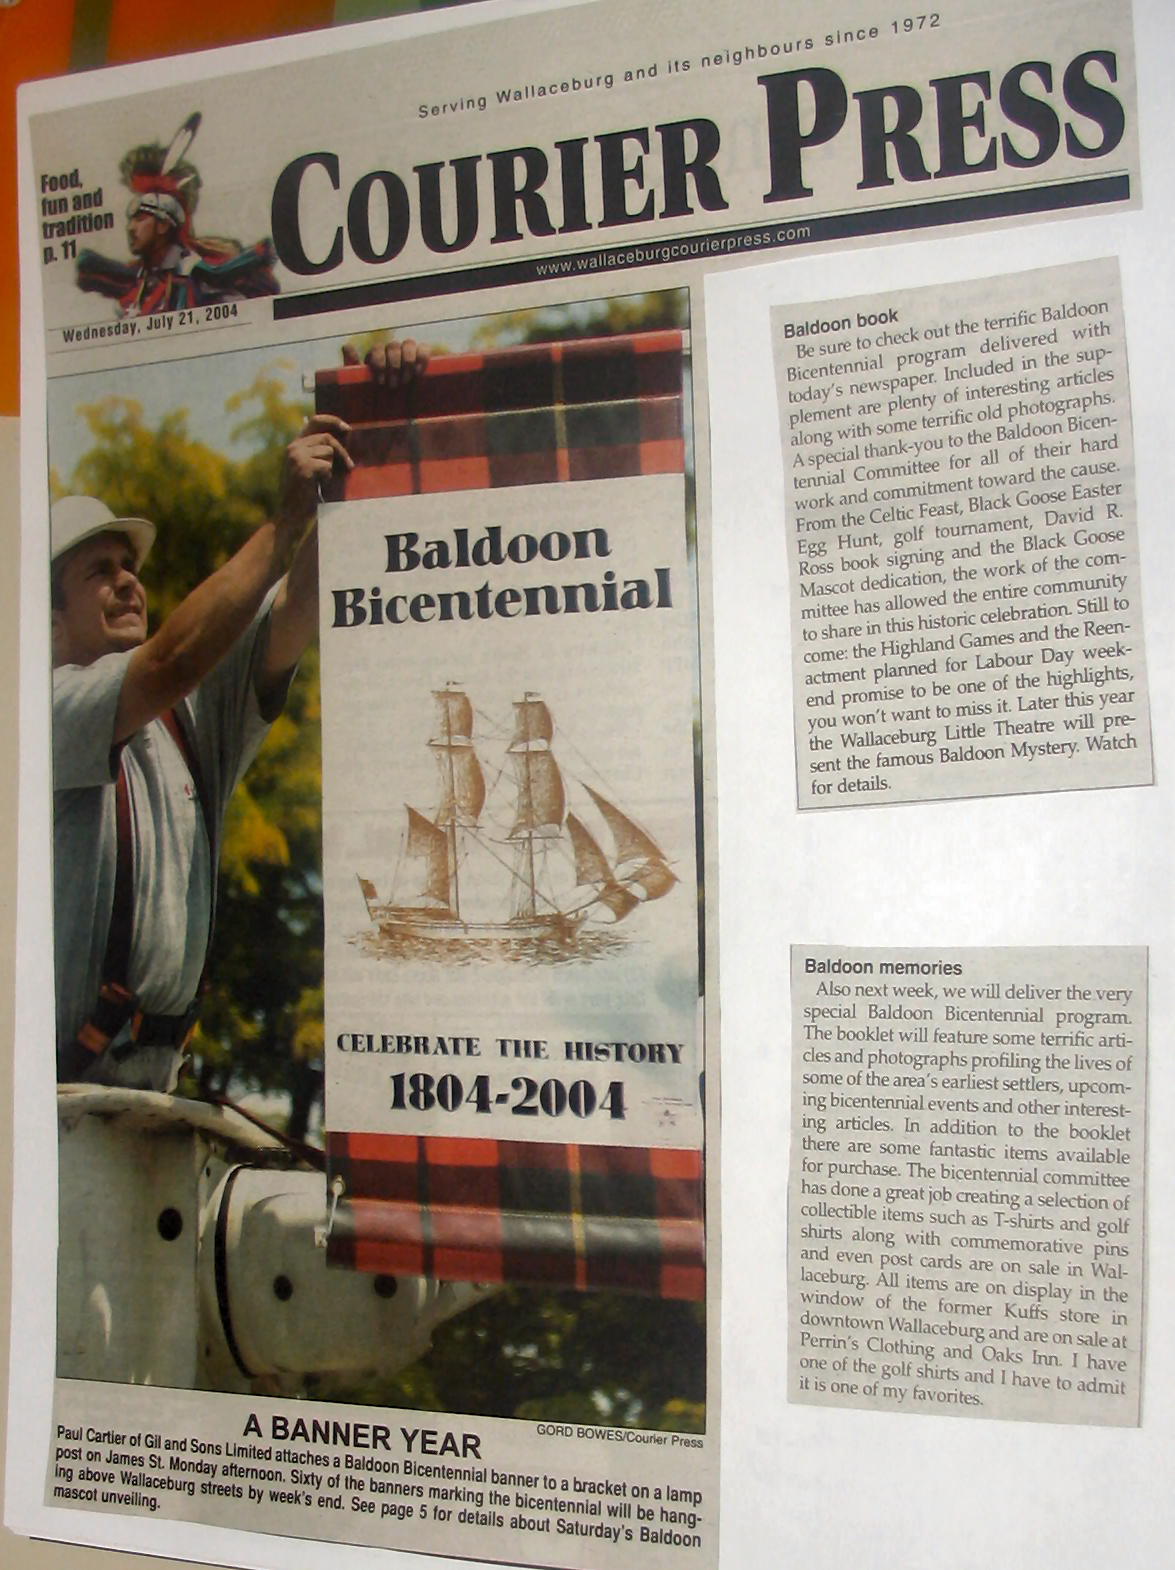 Serving Wallaceburg and its neighbours since 1972
COURIER PRESS
www.wallaceburgcourierpress.com
Food,
fun and
tradition
p. 11
Wednesday, July 21, 2004
Baldoon
Bicentennial
CELEBRATE THE HISTORY
1804-2004
A BANNER YEAR
GORD BOWES/Courier Press
Paul Cartier of Gil and Sons Limited attaches a Baldoon Bicentennial banner to a bracket on a lamp
post on James St. Monday afternoon. Sixty of the banners marking the bicentennial will be hang-
ing above Wallaceburg streets by week's end. See page 5 for details about Saturday's Baldoon
mascot unveiling.
Baldoon book
Be sure to check out the terrific Baldoon
Bicentennial program delivered with
today's newspaper. Included in the sup-
plement are plenty of interesting articles
along with some terrific old photographs.
A special thank-you to the Baldoon Bicen-
tennial Committee for all of their hard
work and commitment toward the cause.
From the Celtic Feast, Black Goose Easter
Egg Hunt, golf tournament, David R.
Ross book signing and the Black Goose
Mascot dedication, the work of the com-
mittee has allowed the entire community
to share in this historic celebration. Still to
come: the Highland Games and the Reen-
actment planned for Labour Day week-
end promise to be one of the highlights,
you won't want to miss it. Later this year
the Wallaceburg Little Theatre will pre-
sent the famous Baldoon Mystery. Watch
for details.
Baldoon memories
Also next week, we will deliver the very
special Baldoon Bicentennial program.
The booklet will feature some terrific arti-
cles and photographs profiling the lives of
some of the area's earliest settlers, upcom-
ing bicentennial events and other interest-
ing articles. In addition to the booklet
there are some fantastic items available
for purchase. The bicentennial committee
has done a great job creating a selection of
collectible items such as T-shirts and golf
shirts along with commemorative pins
and even post cards are on sale in Wal-
laceburg. All items are on display in the
window of the former Kuffs store in
downtown Wallaceburg and are on sale at
Perrin's Clothing and Oaks Inn. I have
one of the golf shirts and I have to admit
it is one of my favorites.